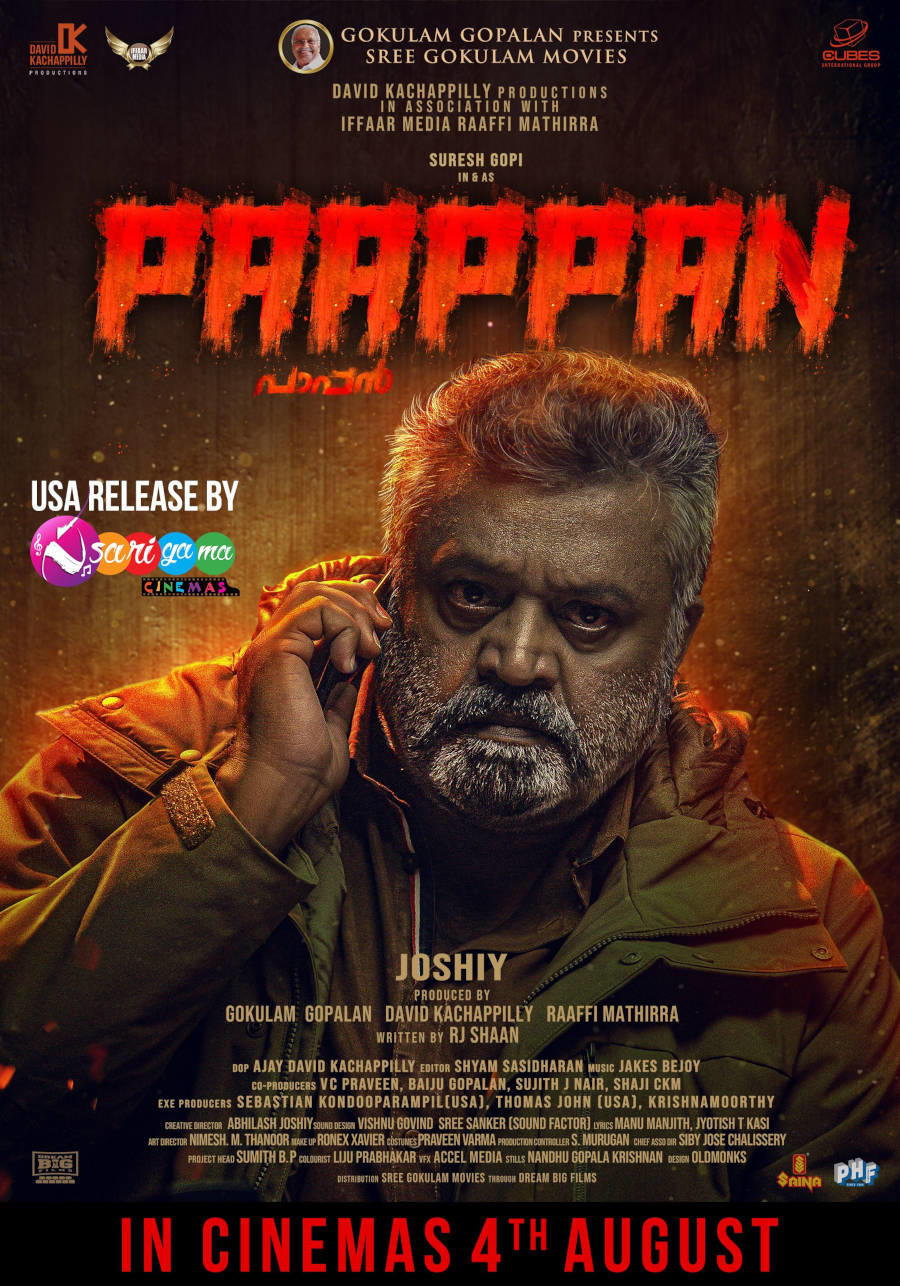 DAVID
KACHAPPILLY
PRODUCTIONS
IFFAAR
MEDIA
GOKULAM GOPALAN PRESENTS
SREE GOKULAM MOVIES
CUBES
INTERNATIONAL GROUP
DAVID KACHAPPILLY PRODUCTIONS
IN ASSOCIATION WITH
IFFAAR MEDIA RAAFFI MATHIRRA
SURESH GOPI
IN & AS
PAAPPAN
പാപ്പൻ
USA RELEASE BY
sarigama
CINEMAS
JOSHIY
PRODUCED BY
GOKULAM GOPALAN DAVID KACHAPPILLY RAAFFI MATHIRRA
WRITTEN BY RJ SHAAN
DOP AJAY DAVID KACHAPPILLY EDITOR SHYAM SASIDHARAN MUSIC JAKES BEJOY
CO-PRODUCERS VC PRAVEEN, BAIJU GOPALAN, SUJITH J NAIR, SHAJI CKM
EXE PRODUCERS SEBASTIAN KONDOOPARAMPIL(USA), THOMAS JOHN (USA), KRISHNAMOORTHY
CREATIVE DIRECTOR ABHILASH JOSHIY SOUND DESIGN VISHNU GOVIND SREE SANKER (SOUND FACTOR) LYRICS MANU MANJITH, JYOTISH T KASI
ART DIRECTOR NIMESH. M. THANOOR MAKE UP RONEX XAVIER COSTUMES PRAVEEN VARMA PRODUCTION CONTROLLER S. MURUGAN CHIEF ASSO DIR SIBY JOSE CHALISSERY
PROJECT HEAD SUMITH B.P COLOURIST LIJU PRABHAKAR VFX ACCEL MEDIA STILLS NANDHU GOPALA KRISHNAN DESIGN OLDMONKS
DISTRIBUTION SREE GOKULAM MOVIES THROUGH DREAM BIG FILMS
DREAM
BIG
FILMS
SAINA
PHF
IN CINEMAS 4TH AUGUST